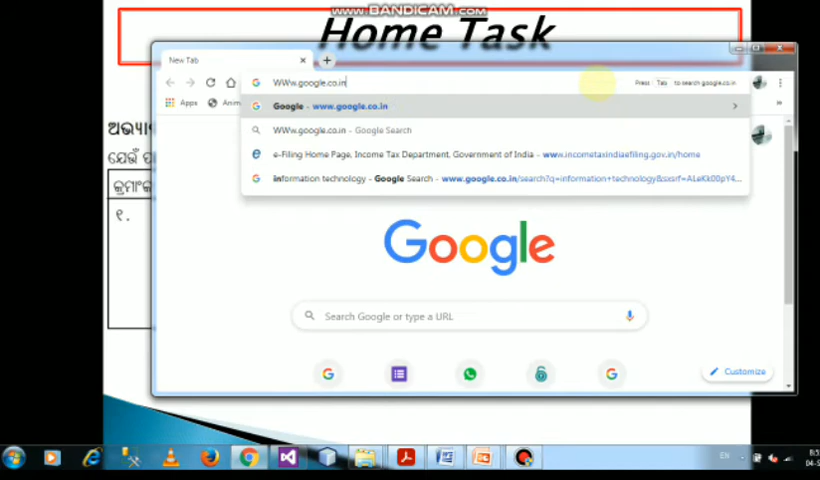 WWW.BANDICAM.COM
Home Task
New Tab
WWw.google.co.in
Press Tab to search google.co.in
Apps
Anim
Google - www.google.co.in
WWw.google.co.in - Google Search
e-Filing Home Page, Income Tax Department, Government of India - www.incometaxindiaefiling.gov.in/home
information technology - Google Search - www.google.co.in/search?q=information+technology&sxsrf=ALeKk00pY4...
ଯେଉଁ
କ୍ରମାଂକ
୧.
Google
Search Google or type a URL
Customize
EN